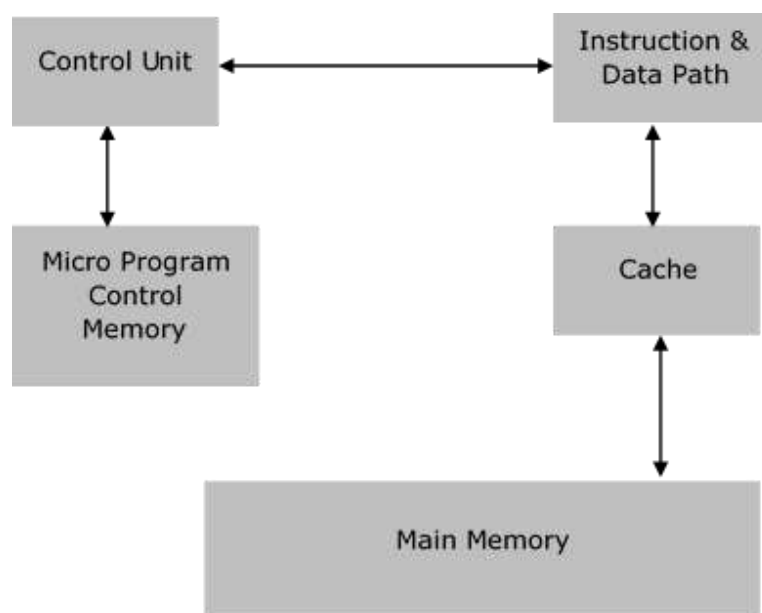 Control Unit
Instruction &
Data Path
Micro Program
Control
Memory
Cache
Main Memory